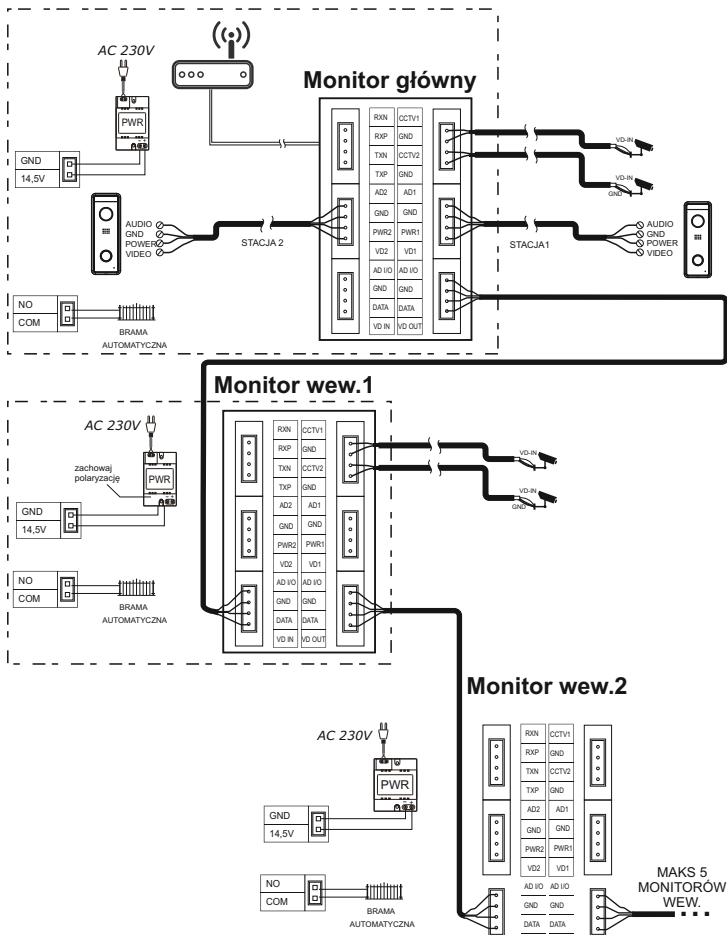 AC 230V
Monitor główny
PWR
GND
14,5V
RXN CCTV1
RXP GND
TXN CCTV2
TXP GND
AD2 AD1
GND GND
PWR2 PWR1
VD2 VD1
AD I/O AD I/O
GND GND
DATA DATA
VD IN VD OUT
VD-IN
VD-IN
GND
AUDIO
GND
POWER
VIDEO
STACJA 2
STACJA1
AUDIO
GND
POWER
VIDEO
NO
COM
BRAMA
AUTOMATYCZNA
Monitor wew.1
AC 230V
zachowaj
polaryzację
PWR
GND
14,5V
NO
COM
BRAMA
AUTOMATYCZNA
RXN CCTV1
RXP GND
TXN CCTV2
TXP GND
AD2 AD1
GND GND
PWR2 PWR1
VD2 VD1
AD I/O AD I/O
GND GND
DATA DATA
VD IN VD OUT
VD-IN
VD-IN
GND
Monitor wew.2
AC 230V
PWR
GND
14,5V
NO
COM
BRAMA
AUTOMATYCZNA
RXN CCTV1
RXP GND
TXN CCTV2
TXP GND
AD2 AD1
GND GND
PWR2 PWR1
VD2 VD1
AD I/O AD I/O
GND GND
DATA DATA
MAKS 5
MONITORÓW
WEW.